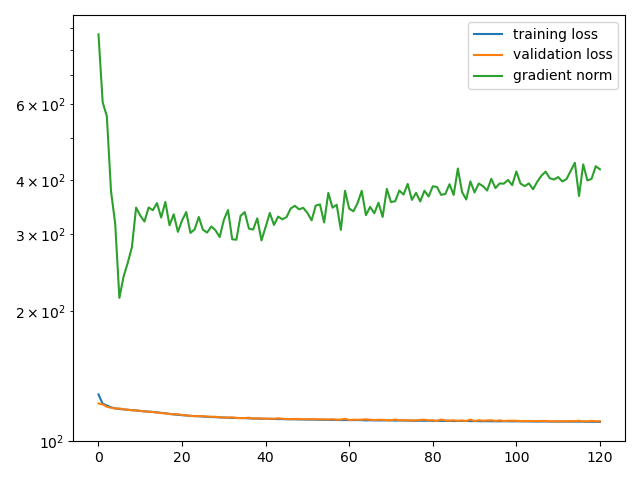 training loss
validation loss
gradient norm
6 × 10²
4 × 10²
3 × 10²
2 × 10²
10²
0 20 40 60 80 100 120